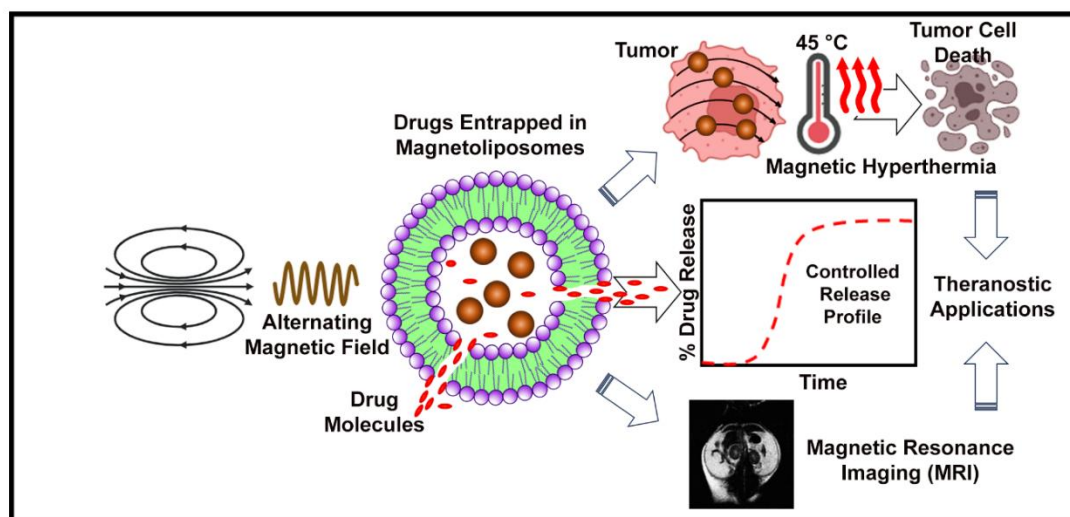 Tumor
45 °C
Tumor Cell
Death
Magnetic Hyperthermia
Drugs Entrapped in
Magnetoliposomes
Alternating
Magnetic Field
Drug
Molecules
% Drug Release
Controlled
Release
Profile
Time
Theranostic
Applications
Magnetic Resonance
Imaging (MRI)